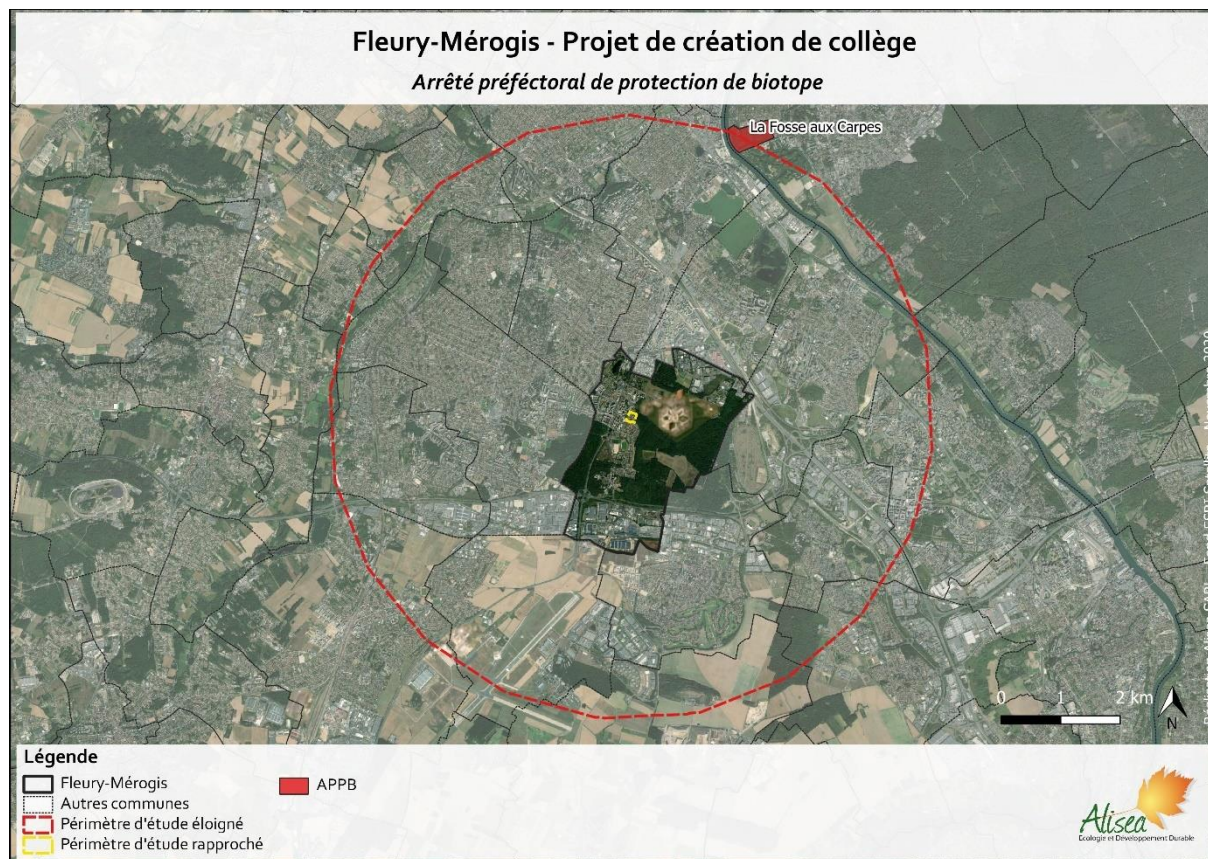 Fleury-Mérogis - Projet de création de collège
Arrêté préféctoral de protection de biotope
La Fosse aux Carpes
0 1 2 km
N
Légende
Fleury-Mérogis
Autres communes
Périmètre d'étude éloigné
Périmètre d'étude rapproché
APPB
Alisea
Ecologie et Développement Durable